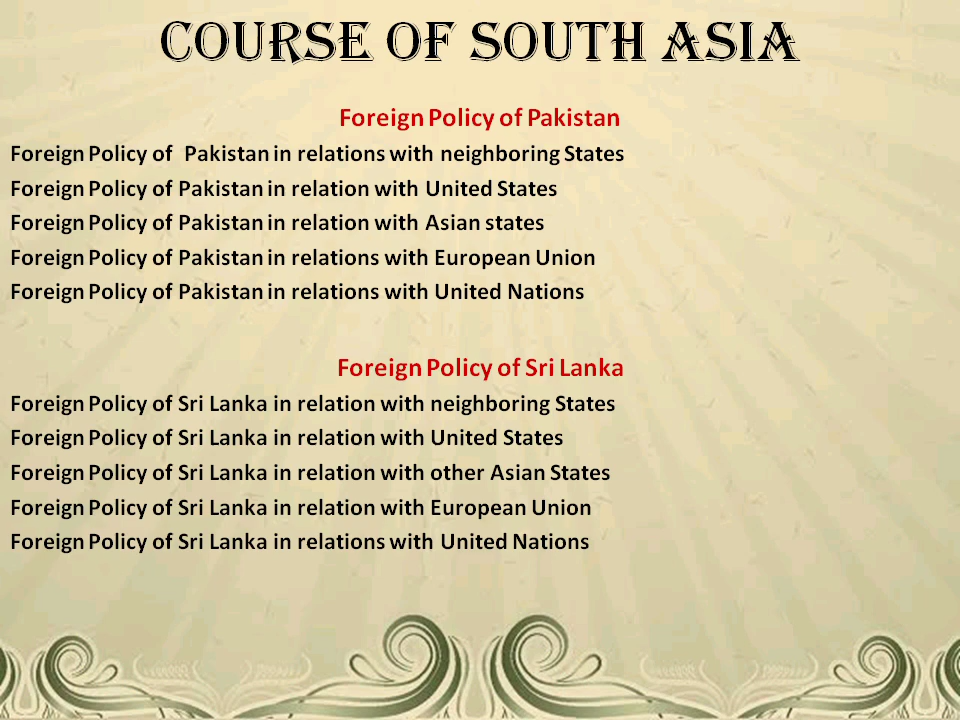 COURSE OF SOUTH ASIA
Foreign Policy of Pakistan
Foreign Policy of  Pakistan in relations with neighboring States
Foreign Policy of Pakistan in relation with United States
Foreign Policy of Pakistan in relation with Asian states
Foreign Policy of Pakistan in relations with European Union
Foreign Policy of Pakistan in relations with United Nations
Foreign Policy of Sri Lanka
Foreign Policy of Sri Lanka in relation with neighboring States
Foreign Policy of Sri Lanka in relation with United States
Foreign Policy of Sri Lanka in relation with other Asian States
Foreign Policy of Sri Lanka in relation with European Union
Foreign Policy of Sri Lanka in relations with United Nations